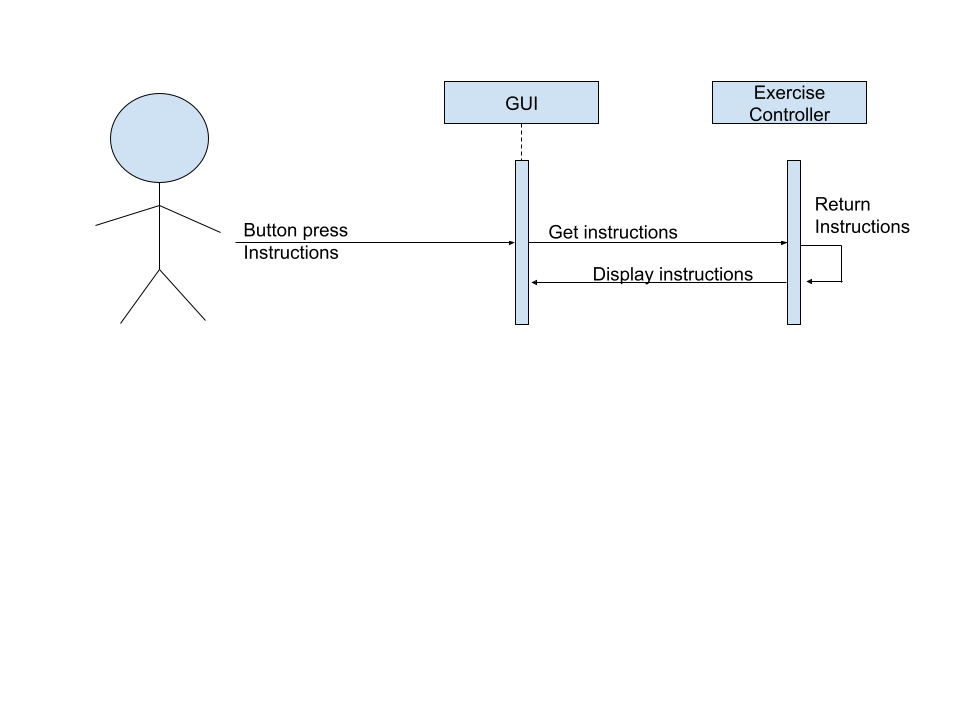 GUI
Exercise
Controller
Button press
Instructions
Get instructions
Display instructions
Return
Instructions